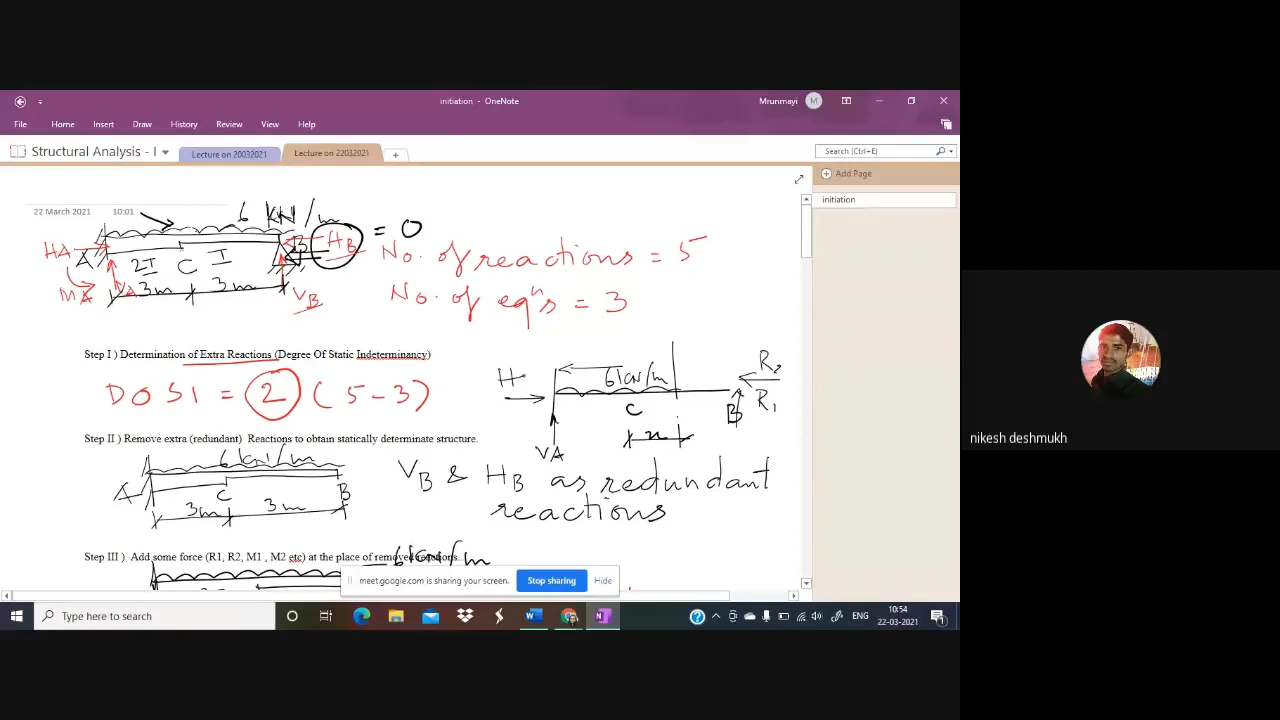 initiation - OneNote
Mrunmayi M
File Home Insert Draw History Review View Help
Structural Analysis - I Lecture on 20032021 Lecture on 22032021 + Search (Ctrl+E)
Add Page
initiation
22 March 2021 10:01
6 kN/m
HA HB = 0
A 2I C I
MA VA 3m 3m VB
No. of reactions = 5
No. of eqⁿs = 3
Step I ) Determination of Extra Reactions (Degree Of Static Indeterminancy)
DOSI = 2 (5-3)
H 6kN/m R2
C B R1
VA x
Step II ) Remove extra (redundant) Reactions to obtain statically determinate structure.
6kN/m
A C B
3m 3m
VB & HB as redundant
reactions
Step III ) Add some force (R1, R2, M1 , M2 etc) at the place of removed reactions..
6kN/m
meet.google.com is sharing your screen. Stop sharing Hide
nikesh deshmukh
Type here to search
ENG 10:54
22-03-2021